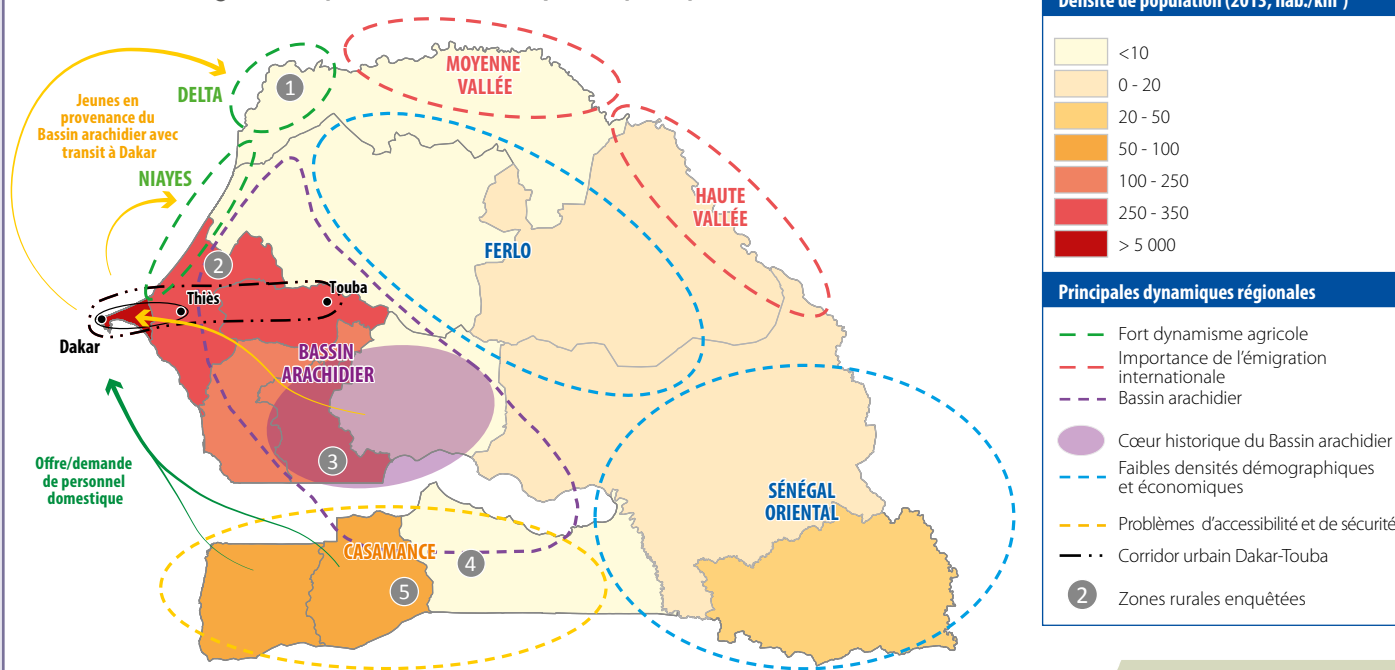 MOYENNE
VALLÉE
1
DELTA
Jeunes en
provenance du
Bassin arachidier avec
transit à Dakar
NIAYES
HAUTE
VALLÉE
FERLO
2
Thiès
Touba
Dakar
BASSIN
ARACHIDIER
3
Offre/demande
de personnel
domestique
SÉNÉGAL
ORIENTAL
CASAMANCE
4
5
Densité de population (2013, hab./km²)
<10
0 - 20
20 - 50
50 - 100
100 - 250
250 - 350
> 5 000
Principales dynamiques régionales
Fort dynamisme agricole
Importance de l’émigration
internationale
Bassin arachidier
Cœur historique du Bassin arachidier
Faibles densités démographiques
et économiques
Problèmes d’accessibilité et de sécurité
Corridor urbain Dakar-Touba
2 Zones rurales enquêtées